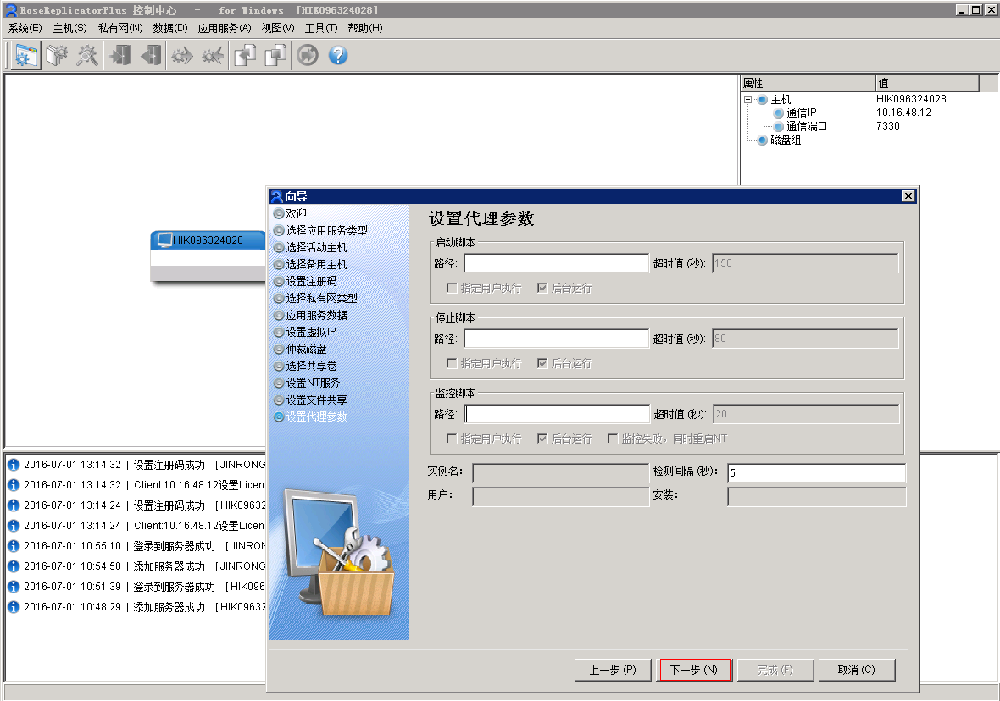 RoseReplicatorPlus 控制中心 - for Windows [HIK096324028]
系统(E) 主机(S) 私有网(N) 数据(D) 应用服务(A) 视图(V) 工具(T) 帮助(H)
属性 值
主机 HIK096324028
通信IP 10.16.48.12
通信端口 7330
磁盘组
HIK096324028
向导
欢迎
选择应用服务类型
选择活动主机
选择备用主机
设置注册码
选择私有网类型
应用服务数据
设置虚拟IP
仲裁磁盘
选择共享卷
设置NT服务
设置文件共享
设置代理参数
设置代理参数
启动脚本
路径: 超时值 (秒): 150
指定用户执行 后台运行
停止脚本
路径: 超时值 (秒): 80
指定用户执行 后台运行
监控脚本
路径: 超时值 (秒): 20
指定用户执行 后台运行 监控失败，同时重启NT
实例名: 检测间隔 (秒): 5
用户: 安装:
上一步 (P) 下一步 (N) 完成 (F) 取消 (C)
2016-07-01 13:14:32 | 设置注册码成功 [JINRONG
2016-07-01 13:14:32 | Client:10.16.48.12设置Licen
2016-07-01 13:14:24 | 设置注册码成功 [HIK09632
2016-07-01 13:14:24 | Client:10.16.48.12设置Licen
2016-07-01 10:55:10 | 登录到服务器成功 [JINRON
2016-07-01 10:54:58 | 添加服务器成功 [JINRONG
2016-07-01 10:51:39 | 登录到服务器成功 [HIK096
2016-07-01 10:48:29 | 添加服务器成功 [HIK09632